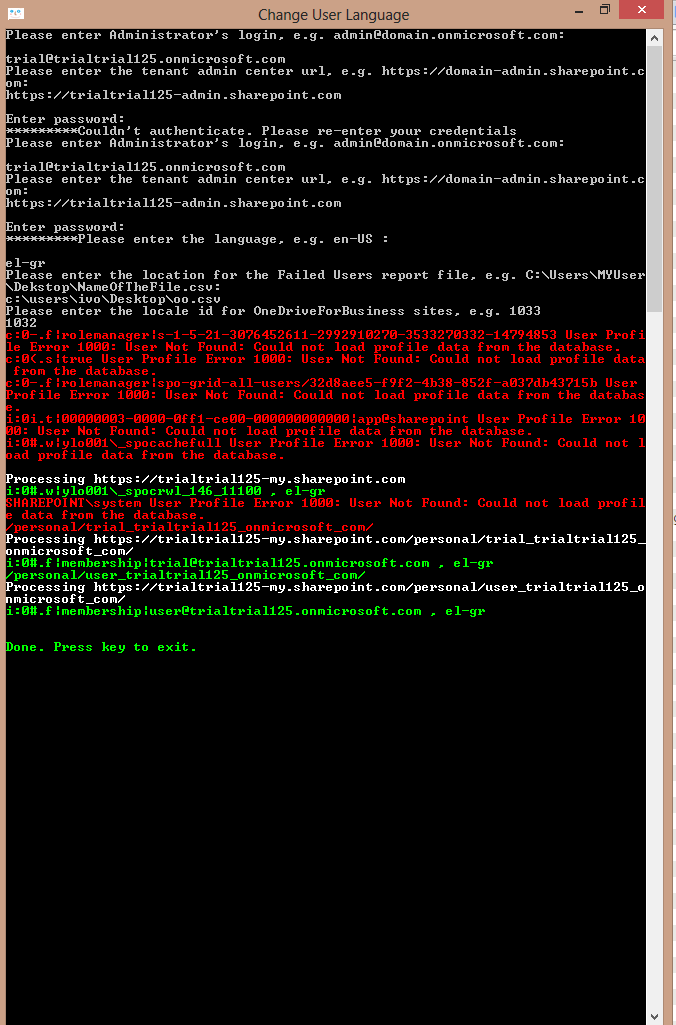 Change User Language
Please enter Administrator's login, e.g. admin@domain.onmicrosoft.com:
trial@trialtrial125.onmicrosoft.com
Please enter the tenant admin center url, e.g. https://domain-admin.sharepoint.c
om:
https://trialtrial125-admin.sharepoint.com
Enter password:
*********Couldn't authenticate. Please re-enter your credentials
Please enter Administrator's login, e.g. admin@domain.onmicrosoft.com:
trial@trialtrial125.onmicrosoft.com
Please enter the tenant admin center url, e.g. https://domain-admin.sharepoint.c
om:
https://trialtrial125-admin.sharepoint.com
Enter password:
*********Please enter the language, e.g. en-US :
el-gr
Please enter the location for the Failed Users report file, e.g. C:\Users\MYUser
\Dekstop\NameOfTheFile.csv:
c:\users\ivo\Desktop\oo.csv
Please enter the locale id for OneDriveForBusiness sites, e.g. 1033
1032
c:0-.f|rolemanager|s-1-5-21-3076452611-2992910270-3533270332-14794853 User Profi
le Error 1000: User Not Found: Could not load profile data from the database.
c:0(.s|true User Profile Error 1000: User Not Found: Could not load profile data
from the database.
c:0-.f|rolemanager|spo-grid-all-users/32d8aee5-f9f2-4b38-852f-a037db43715b User
Profile Error 1000: User Not Found: Could not load profile data from the databas
e.
i:0i.t|00000003-0000-0ff1-ce00-000000000000|app@sharepoint User Profile Error 10
00: User Not Found: Could not load profile data from the database.
i:0#.w|ylo001\_spocachefull User Profile Error 1000: User Not Found: Could not l
oad profile data from the database.
Processing https://trialtrial125-my.sharepoint.com
i:0#.w|ylo001\_spocrwl_146_11100 , el-gr
SHAREPOINT\system User Profile Error 1000: User Not Found: Could not load profil
e data from the database.
/personal/trial_trialtrial125_onmicrosoft_com/
Processing https://trialtrial125-my.sharepoint.com/personal/trial_trialtrial125_
onmicrosoft_com/
i:0#.f|membership|trial@trialtrial125.onmicrosoft.com , el-gr
/personal/user_trialtrial125_onmicrosoft_com/
Processing https://trialtrial125-my.sharepoint.com/personal/user_trialtrial125_o
nmicrosoft_com/
i:0#.f|membership|user@trialtrial125.onmicrosoft.com , el-gr
Done. Press key to exit.